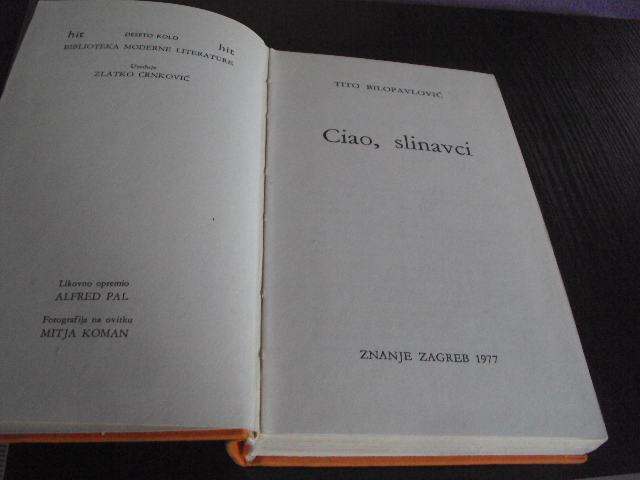 hit DESETO KOLO hit
BIBLIOTEKA MODERNE LITERATURE
Uređuje
ZLATKO CRNKOVIĆ
Likovno opremio
ALFRED PAL
Fotografija na ovitku
MITJA KOMAN
TITO BILOPAVLOVIĆ
Ciao, slinavci
ZNANJE ZAGREB 1977